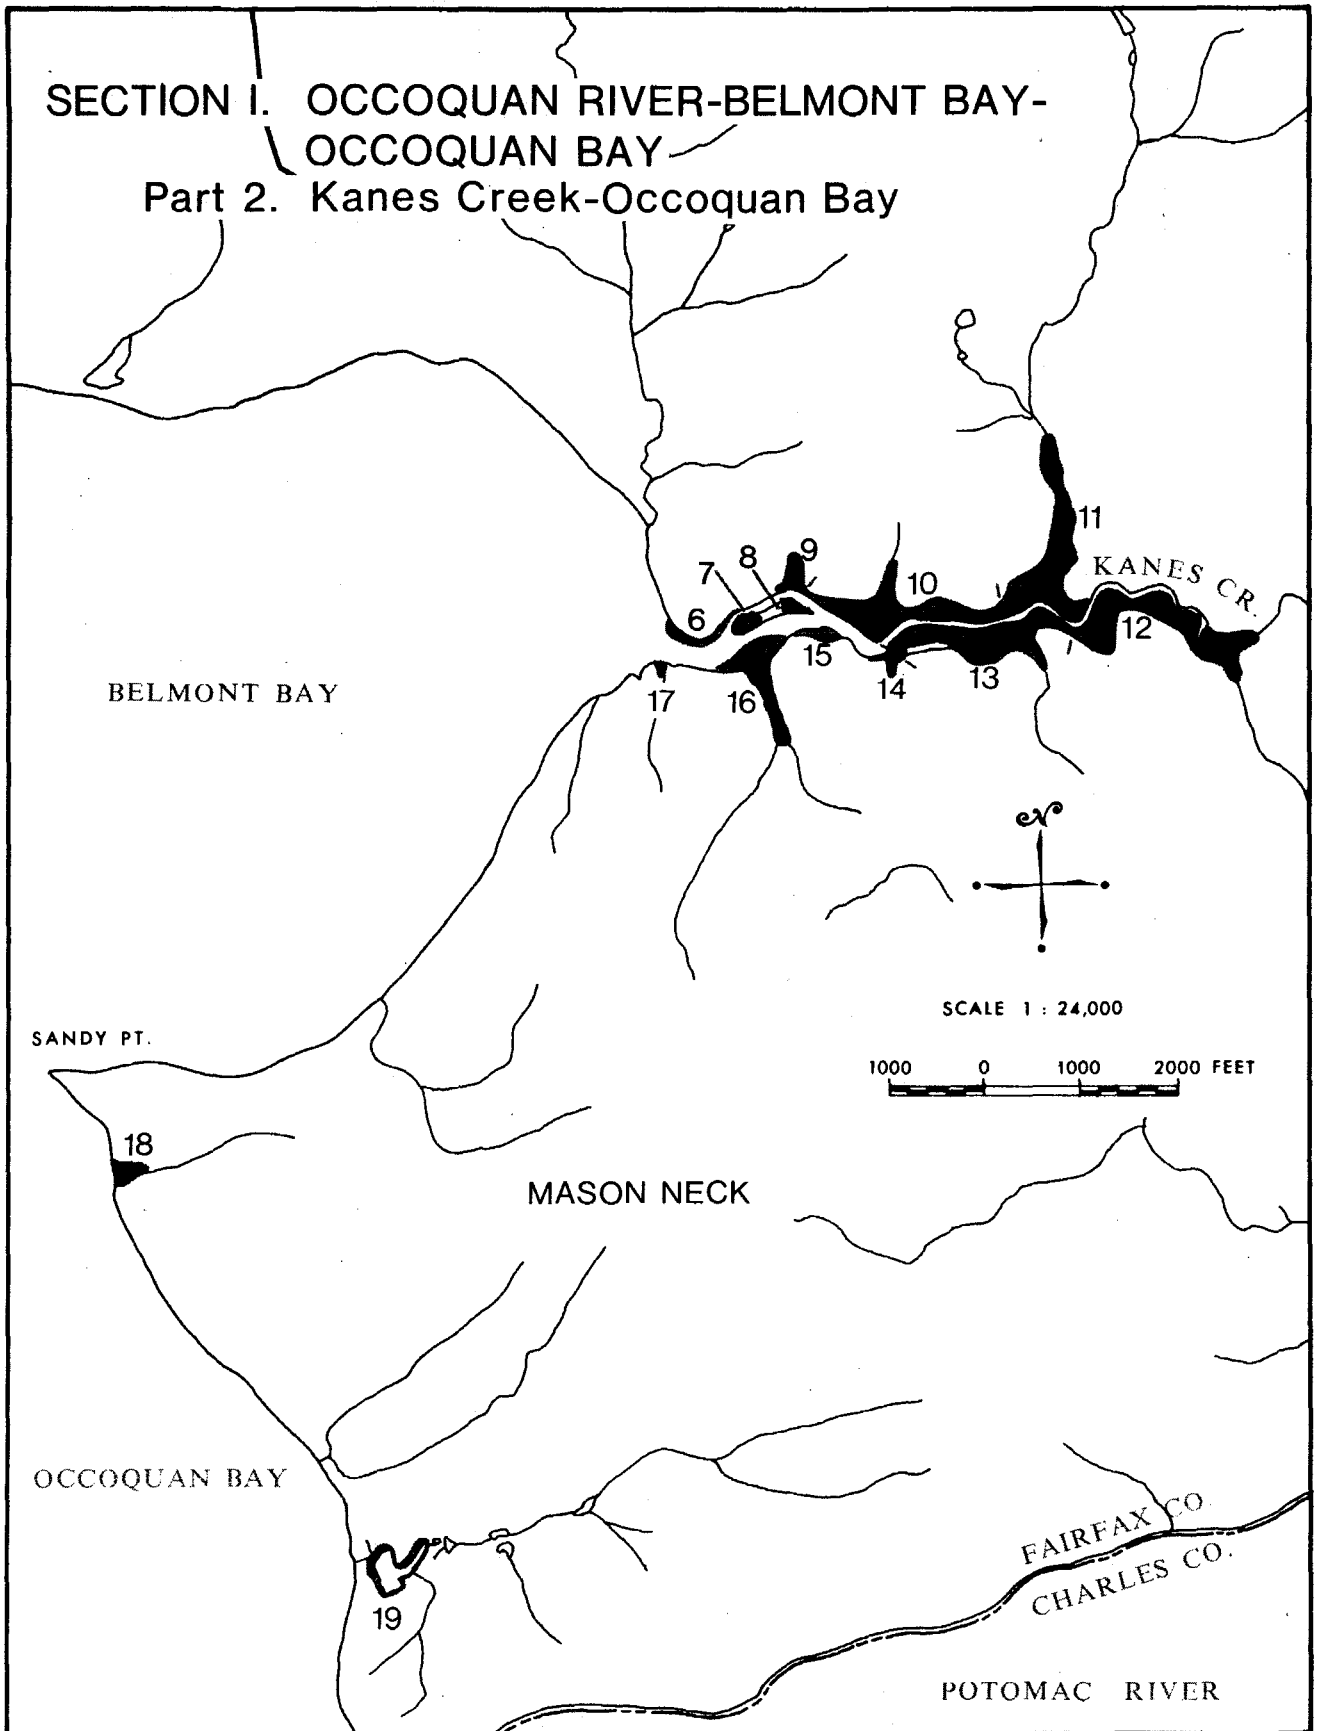 SECTION I. OCCOQUAN RIVER-BELMONT BAY-
OCCOQUAN BAY
Part 2. Kanes Creek-Occoquan Bay
11
KANES CR.
9
8
7
10
6
12
15
13
14
16
17
BELMONT BAY
N
SCALE 1 : 24,000
SANDY PT.
1000 0 1000 2000 FEET
18
MASON NECK
OCCOQUAN BAY
FAIRFAX CO.
CHARLES CO.
19
POTOMAC RIVER